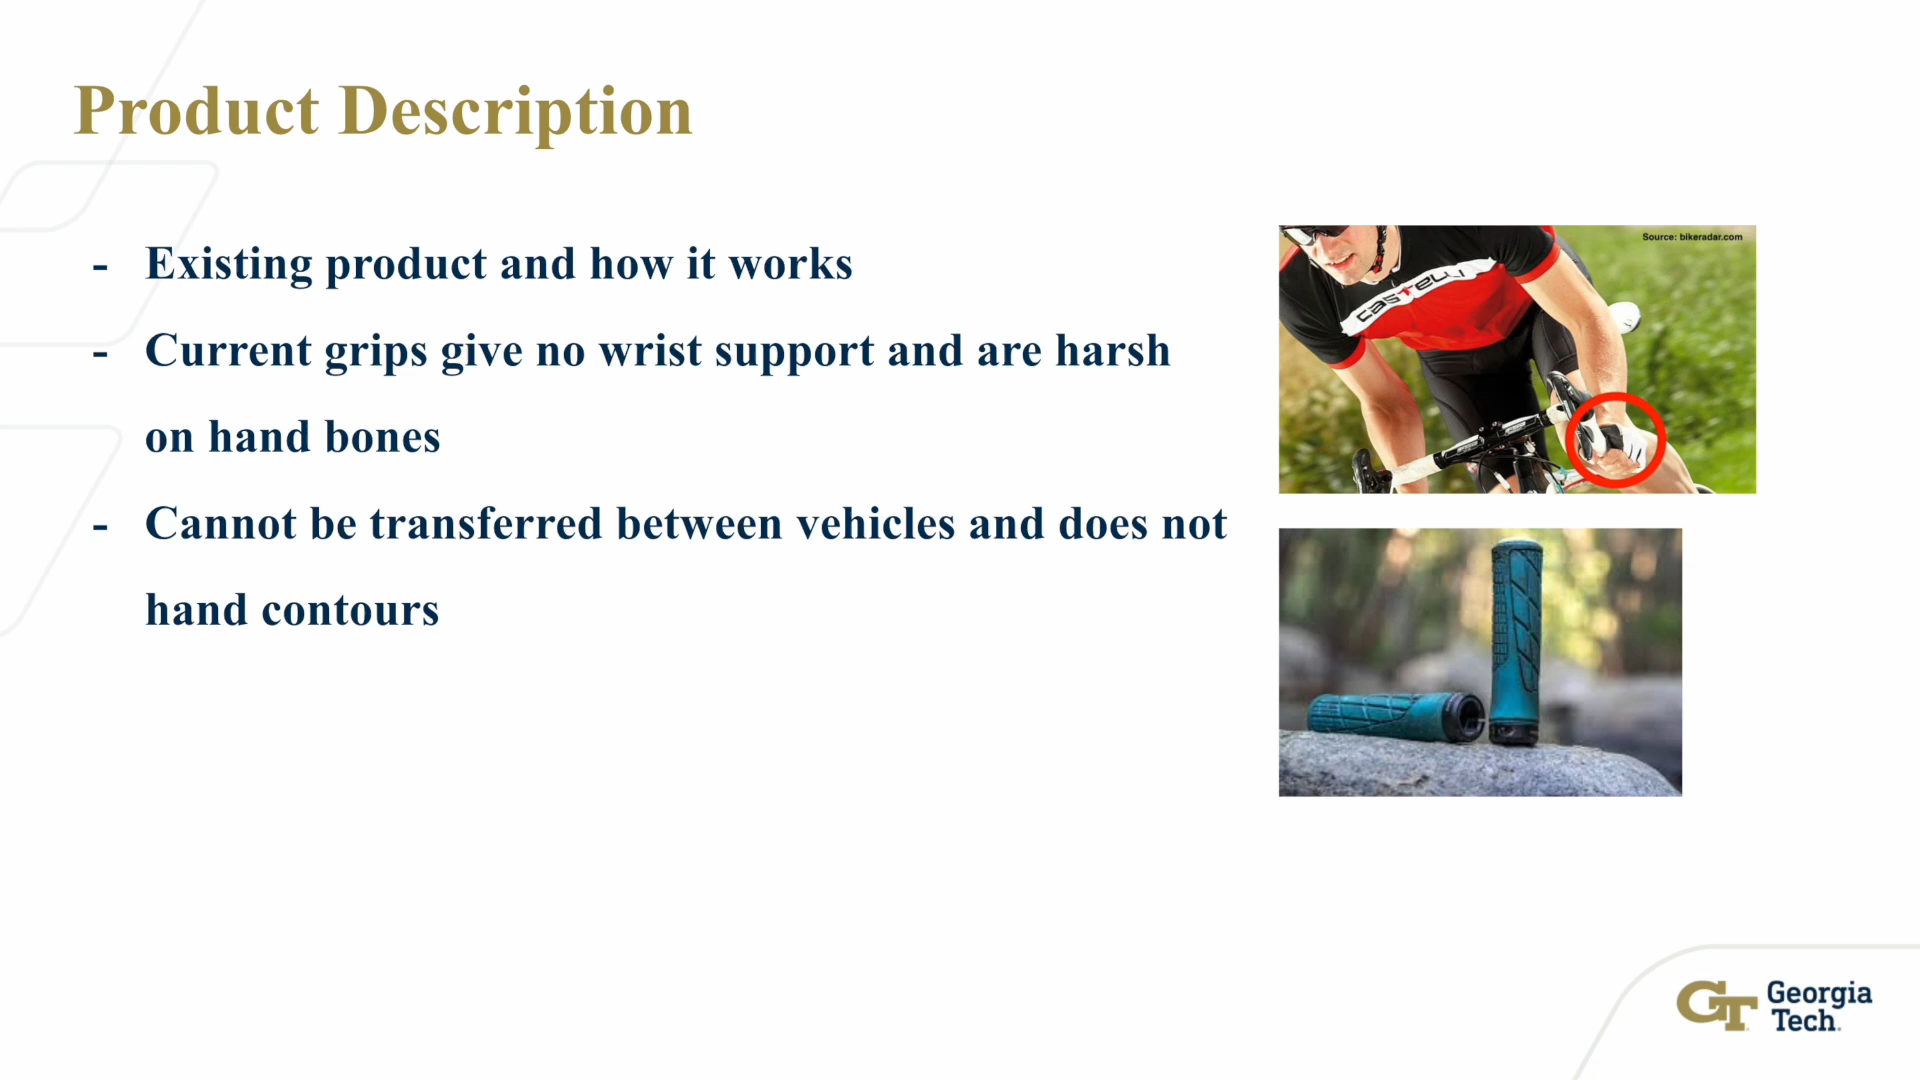 Product Description
- Existing product and how it works
- Current grips give no wrist support and are harsh
on hand bones
- Cannot be transferred between vehicles and does not
hand contours
Source: bikeradar.com
castelli
GT Georgia
Tech.